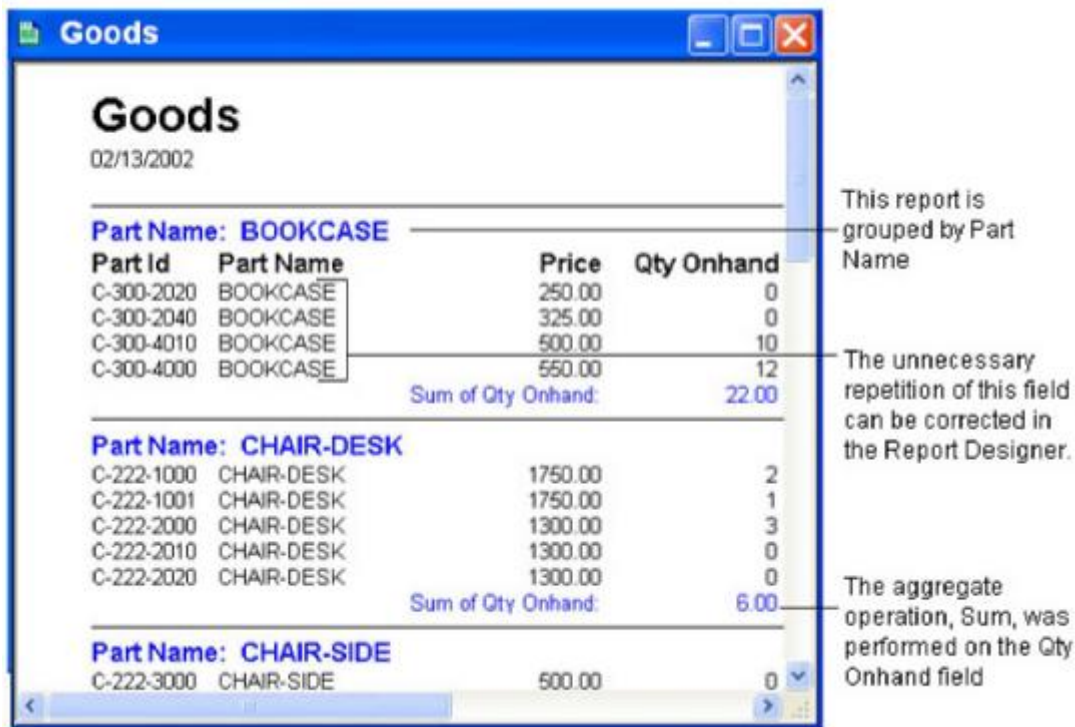 Goods
Goods
02/13/2002
Part Name: BOOKCASE
Part Id Part Name Price Qty Onhand
C-300-2020 BOOKCASE 250.00 0
C-300-2040 BOOKCASE 325.00 0
C-300-4010 BOOKCASE 500.00 10
C-300-4000 BOOKCASE 550.00 12
Sum of Qty Onhand: 22.00
Part Name: CHAIR-DESK
C-222-1000 CHAIR-DESK 1750.00 2
C-222-1001 CHAIR-DESK 1750.00 1
C-222-2000 CHAIR-DESK 1300.00 3
C-222-2010 CHAIR-DESK 1300.00 0
C-222-2020 CHAIR-DESK 1300.00 0
Sum of Qty Onhand: 6.00
Part Name: CHAIR-SIDE
C-222-3000 CHAIR-SIDE 500.00 0
This report is
grouped by Part
Name
The unnecessary
repetition of this field
can be corrected in
the Report Designer.
The aggregate
operation, Sum, was
performed on the Qty
Onhand field